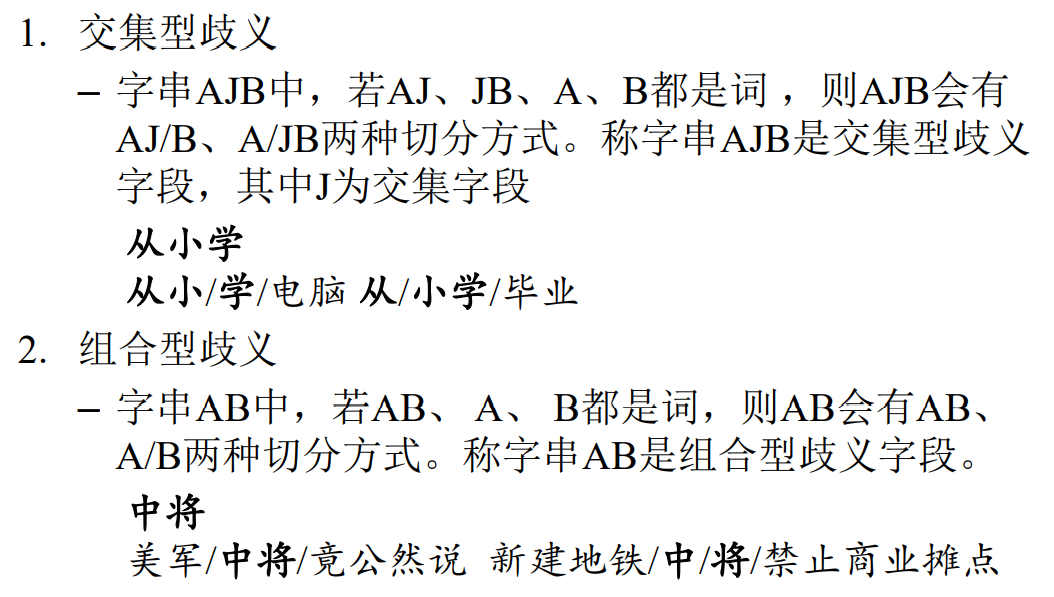 1. 交集型歧义
– 字串AJB中，若AJ、JB、A、B都是词 ，则AJB会有
AJ/B、A/JB两种切分方式。称字串AJB是交集型歧义
字段，其中J为交集字段
从小学
从小/学/电脑 从/小学/毕业
2. 组合型歧义
– 字串AB中，若AB、 A、 B都是词，则AB会有AB、
A/B两种切分方式。称字串AB是组合型歧义字段。
中将
美军/中将/竟公然说 新建地铁/中/将/禁止商业摊点